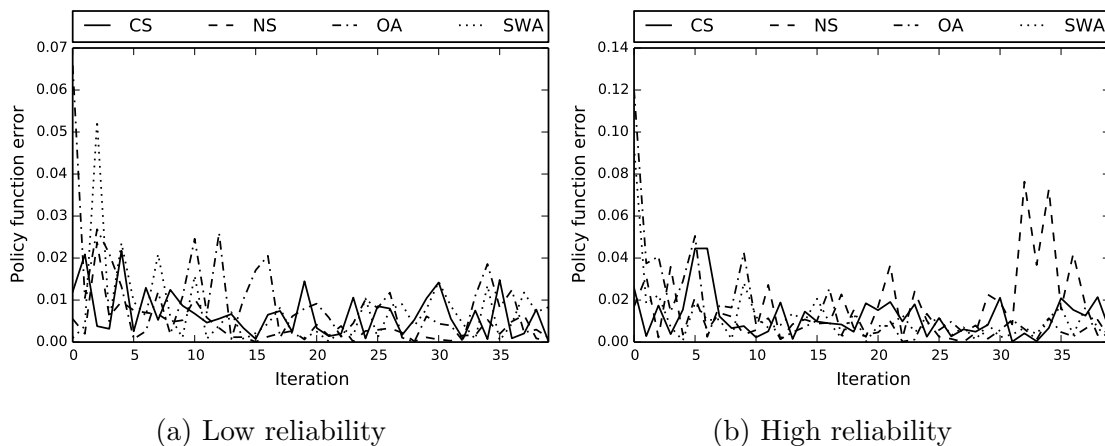 CS NS OA SWA
0.07
0.06
0.05
0.04
0.03
0.02
0.01
0.00
Policy function error
0 5 10 15 20 25 30 35
Iteration
(a) Low reliability
CS NS OA SWA
0.14
0.12
0.10
0.08
0.06
0.04
0.02
0.00
Policy function error
0 5 10 15 20 25 30 35
Iteration
(b) High reliability